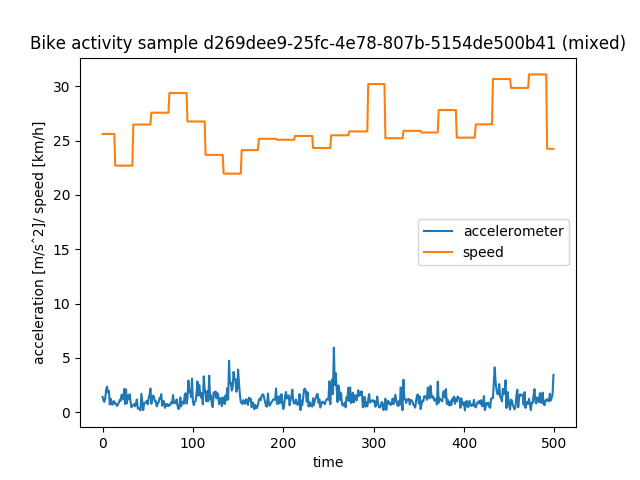 Bike activity sample d269dee9-25fc-4e78-807b-5154de500b41 (mixed)
acceleration [m/s^2]/ speed [km/h]
30
25
20
15
10
5
0
accelerometer
speed
0 100 200 300 400 500
time